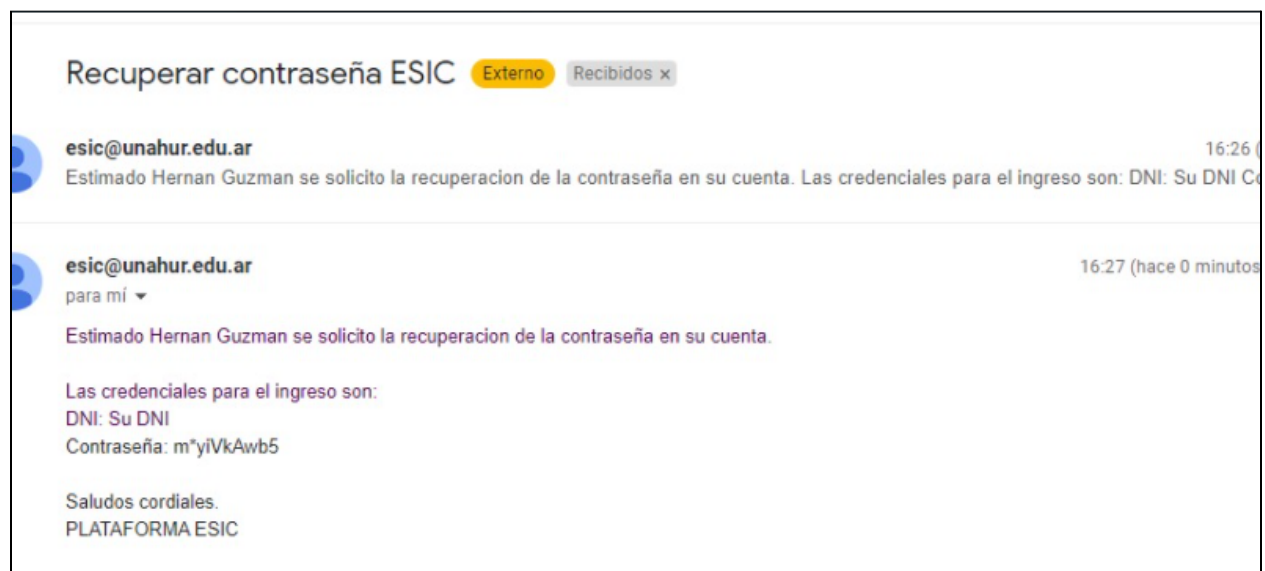 Recuperar contraseña ESIC Externo Recibidos x
esic@unahur.edu.ar 16:26 (
Estimado Hernan Guzman se solicito la recuperacion de la contraseña en su cuenta. Las credenciales para el ingreso son: DNI: Su DNI
esic@unahur.edu.ar 16:27 (hace 0 minutos
para mí
Estimado Hernan Guzman se solicito la recuperacion de la contraseña en su cuenta.
Las credenciales para el ingreso son:
DNI: Su DNI
Contraseña: m*yiVkAwb5
Saludos cordiales.
PLATAFORMA ESIC